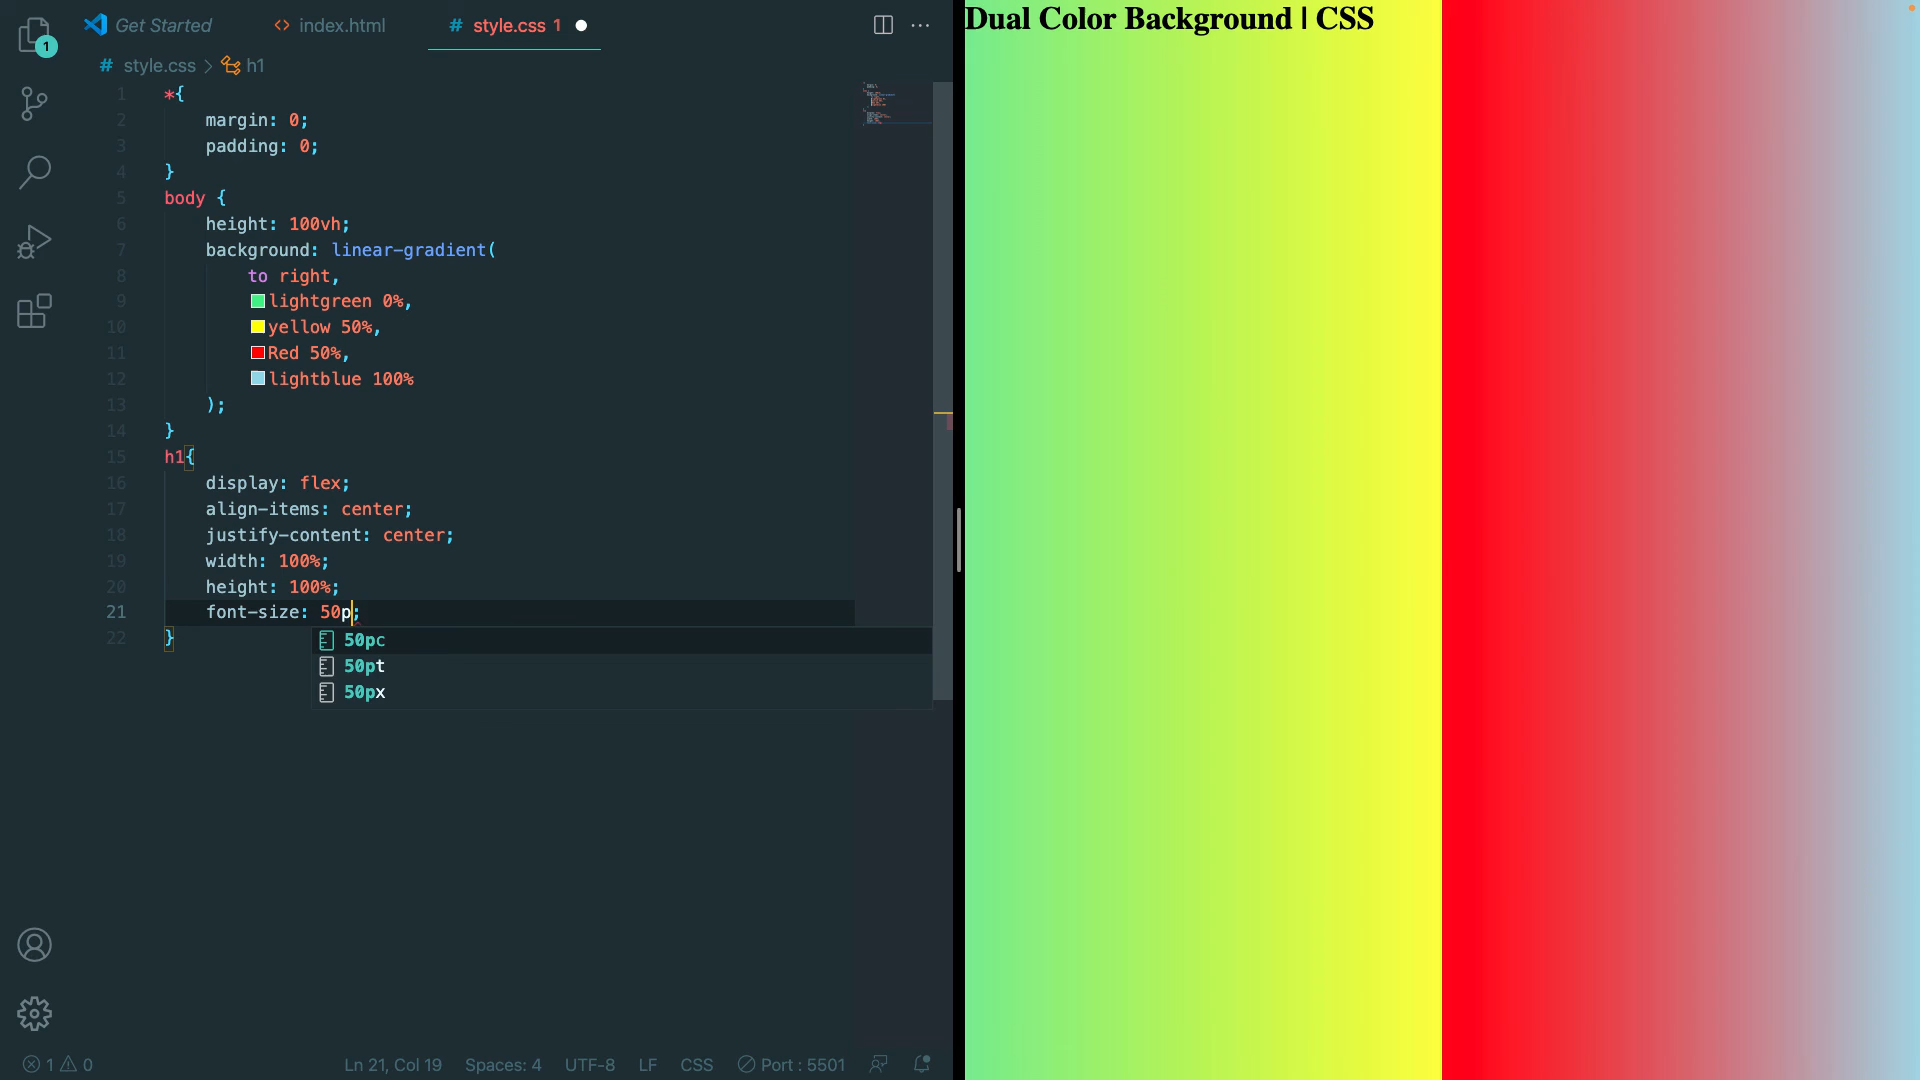 Get Started
index.html
style.css 1
style.css
h1
1
*{
2
margin: 0;
3
padding: 0;
4
}
5
body {
6
height: 100vh;
7
background: linear-gradient(
8
to right,
9
lightgreen 0%,
10
yellow 50%,
11
Red 50%,
12
lightblue 100%
13
);
14
}
15
h1{
16
display: flex;
17
align-items: center;
18
justify-content: center;
19
width: 100%;
20
height: 100%;
21
font-size: 50p;
22
}
50pc
50pt
50px
1
1 0
Ln 21, Col 19
Spaces: 4
UTF-8
LF
CSS
Port : 5501
Dual Color Background | CSS